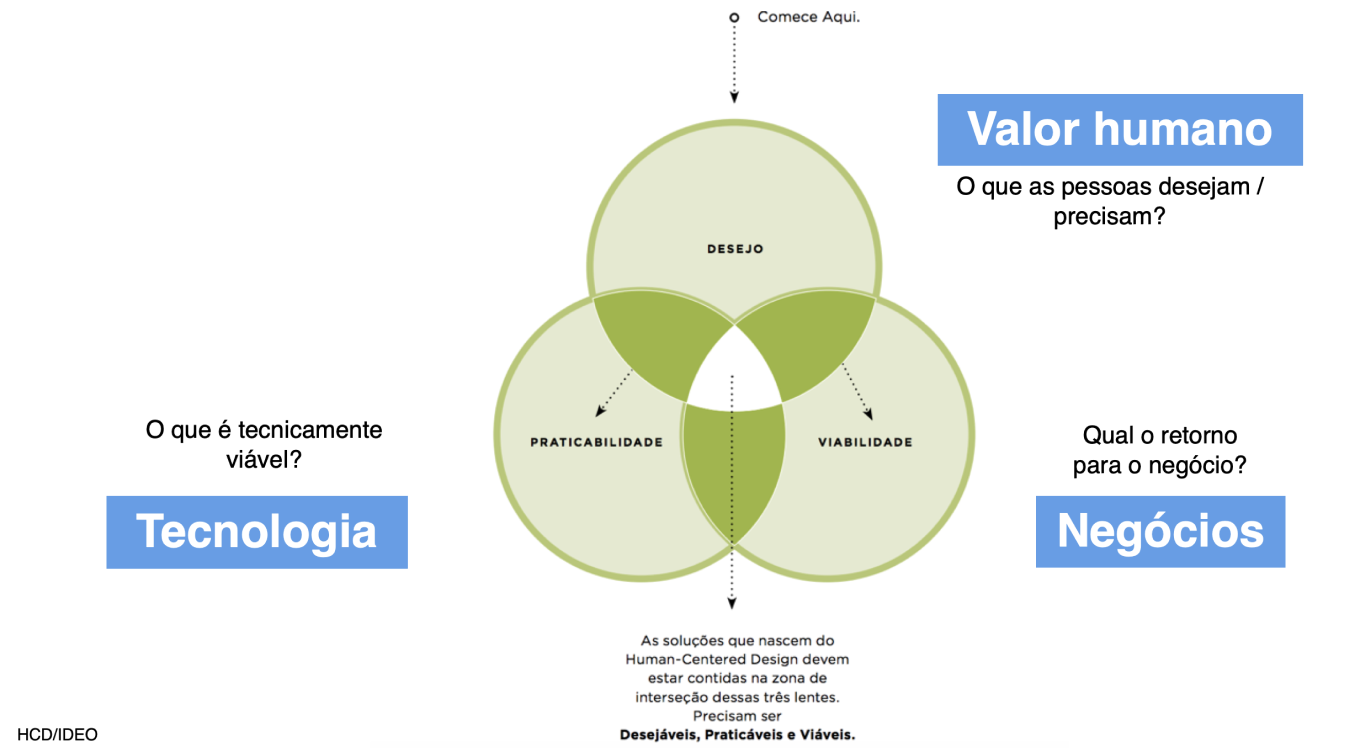 Comece Aqui.
Valor humano
O que as pessoas desejam /
precisam?
DESEJO
PRATICABILIDADE
VIABILIDADE
O que é tecnicamente
viável?
Tecnologia
Qual o retorno
para o negócio?
Negócios
As soluções que nascem do
Human-Centered Design devem
estar contidas na zona de
interseção dessas três lentes.
Precisam ser
Desejáveis, Praticáveis e Viáveis.
HCD/IDEO